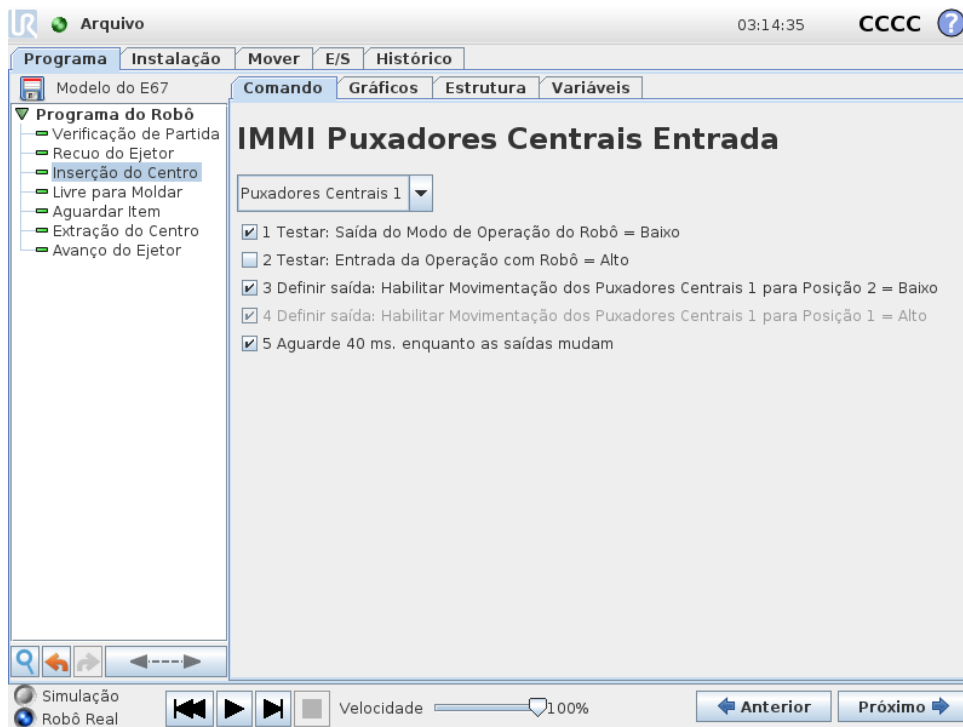 UR Arquivo 03:14:35 CCCC ?
Programa Instalação Mover E/S Histórico
Modelo do E67 Comando Gráficos Estrutura Variáveis
Programa do Robô
Verificação de Partida
Recuo do Ejetor
Inserção do Centro
Livre para Moldar
Aguardar Item
Extração do Centro
Avanço do Ejetor
IMMI Puxadores Centrais Entrada
Puxadores Centrais 1
1 Testar: Saída do Modo de Operação do Robô = Baixo
2 Testar: Entrada da Operação com Robô = Alto
3 Definir saída: Habilitar Movimentação dos Puxadores Centrais 1 para Posição 2 = Baixo
4 Definir saída: Habilitar Movimentação dos Puxadores Centrais 1 para Posição 1 = Alto
5 Aguarde 40 ms. enquanto as saídas mudam
Simulação
Robô Real
Velocidade 100% Anterior Próximo